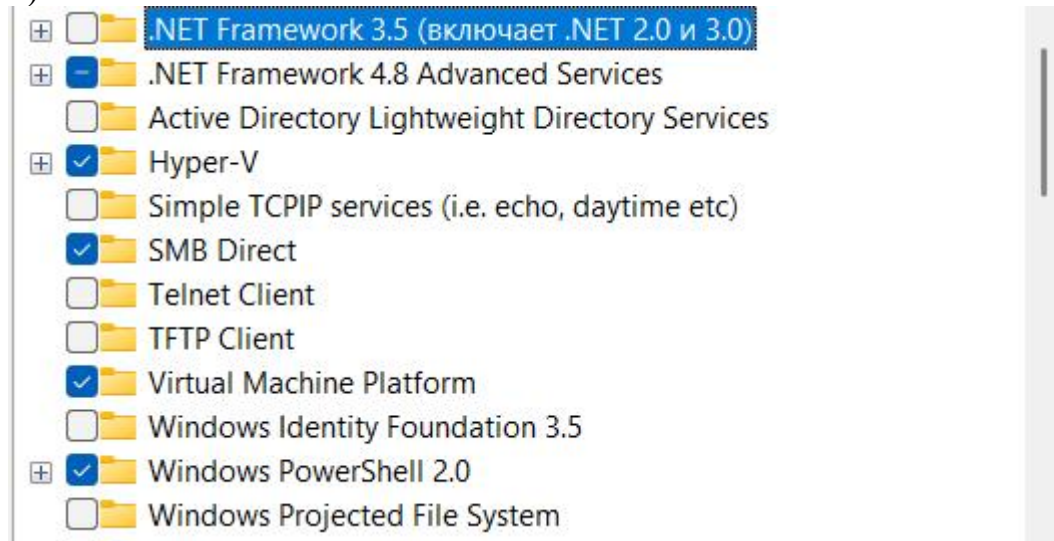 .NET Framework 3.5 (включает .NET 2.0 и 3.0)
.NET Framework 4.8 Advanced Services
Active Directory Lightweight Directory Services
Hyper-V
Simple TCPIP services (i.e. echo, daytime etc)
SMB Direct
Telnet Client
TFTP Client
Virtual Machine Platform
Windows Identity Foundation 3.5
Windows PowerShell 2.0
Windows Projected File System